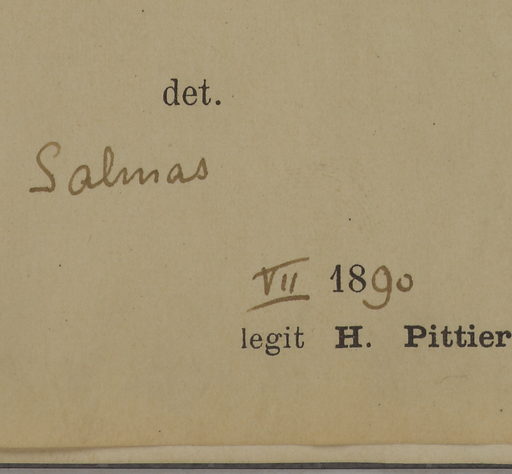 det.
Salmas
VII 1890
legit H. Pittier